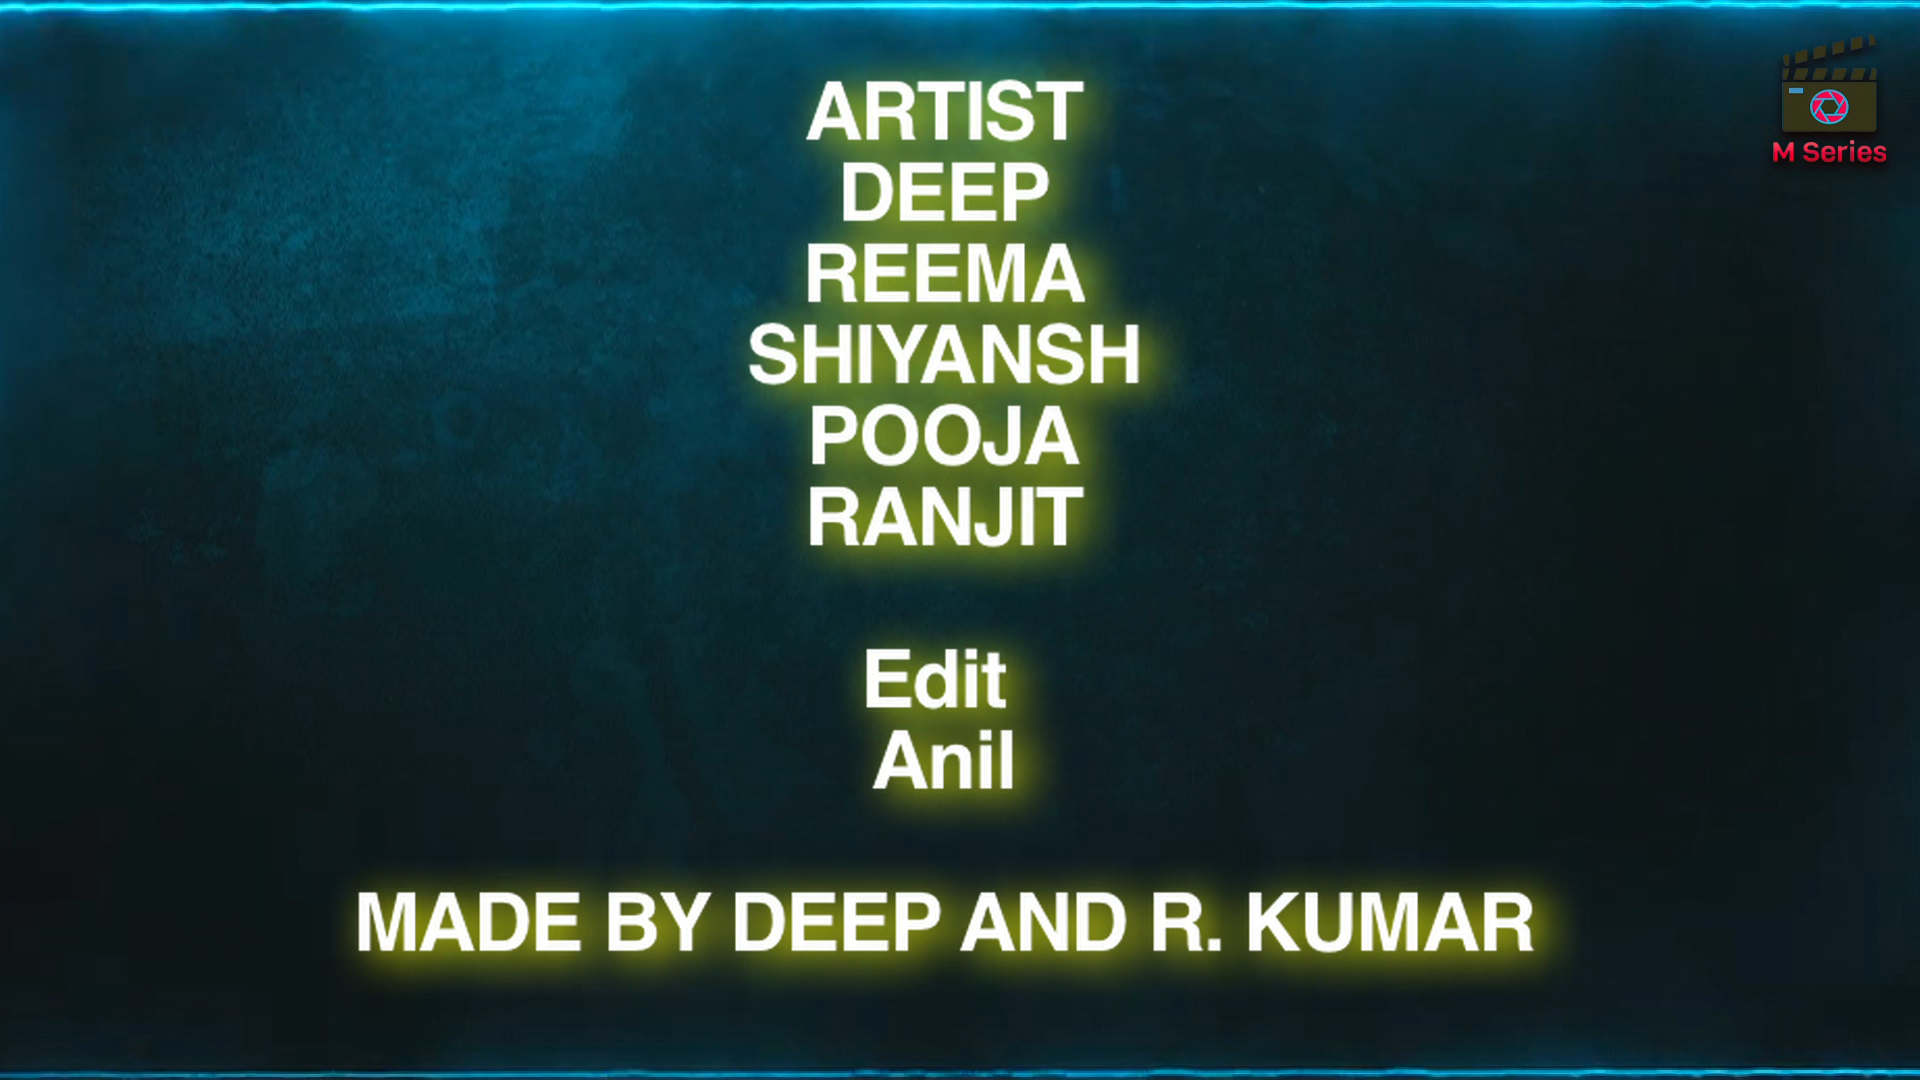 M Series
ARTIST
DEEP
REEMA
SHIYANSH
POOJA
RANJIT
Edit
Anil
MADE BY DEEP AND R. KUMAR